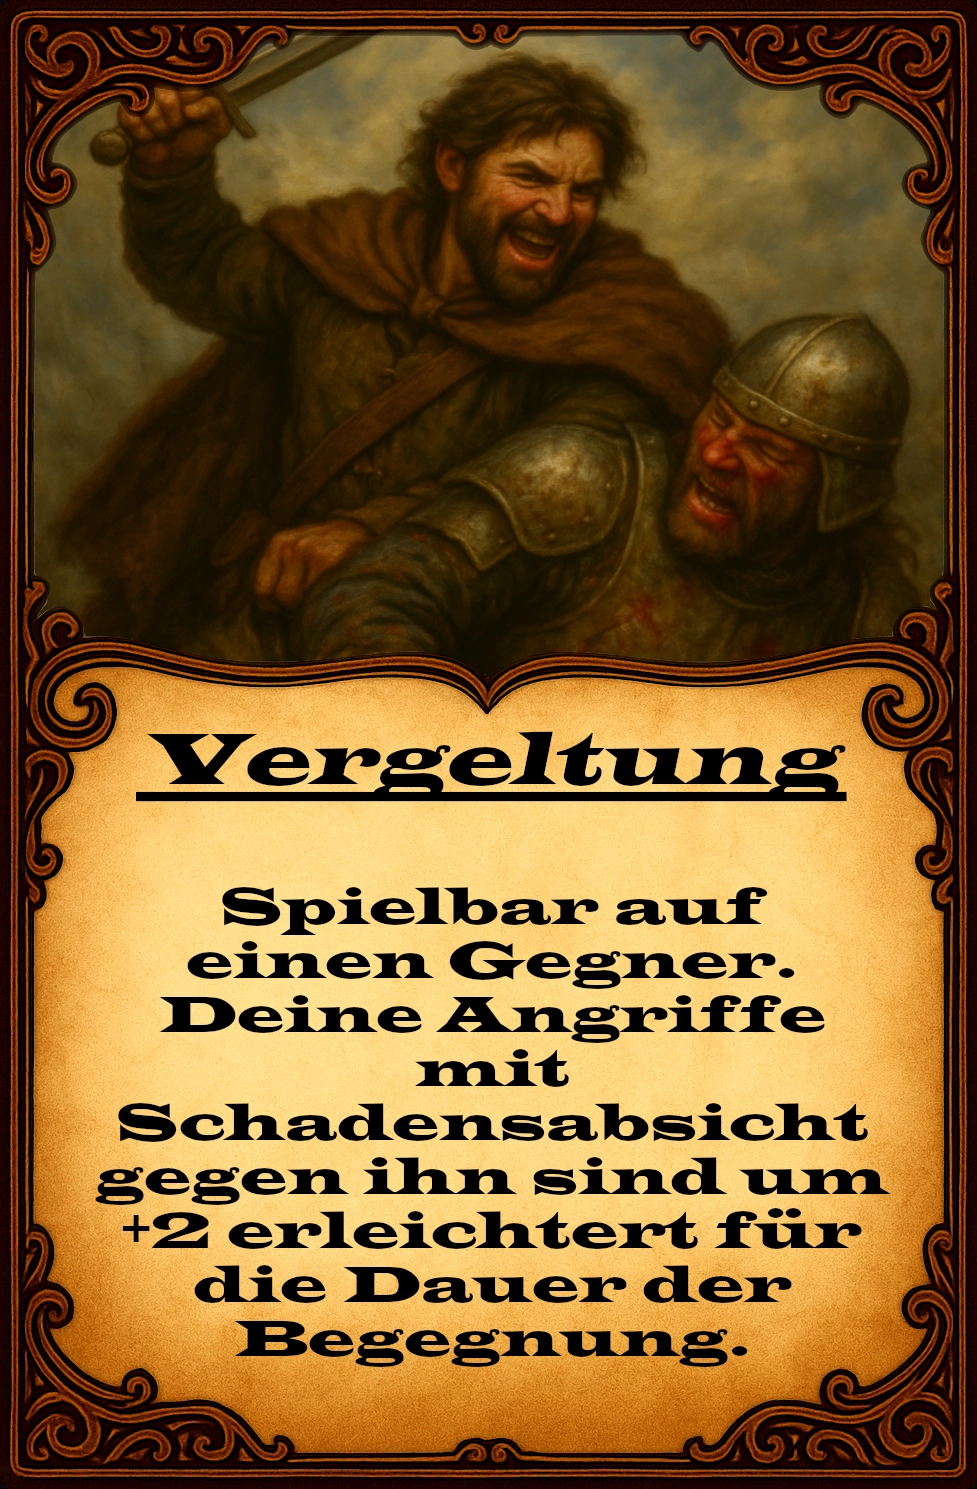 Vergeltung
Spielbar auf
einen Gegner.
Deine Angriffe
mit
Schadensabsicht
gegen ihn sind um
+2 erleichtert für
die Dauer der
Begegnung.